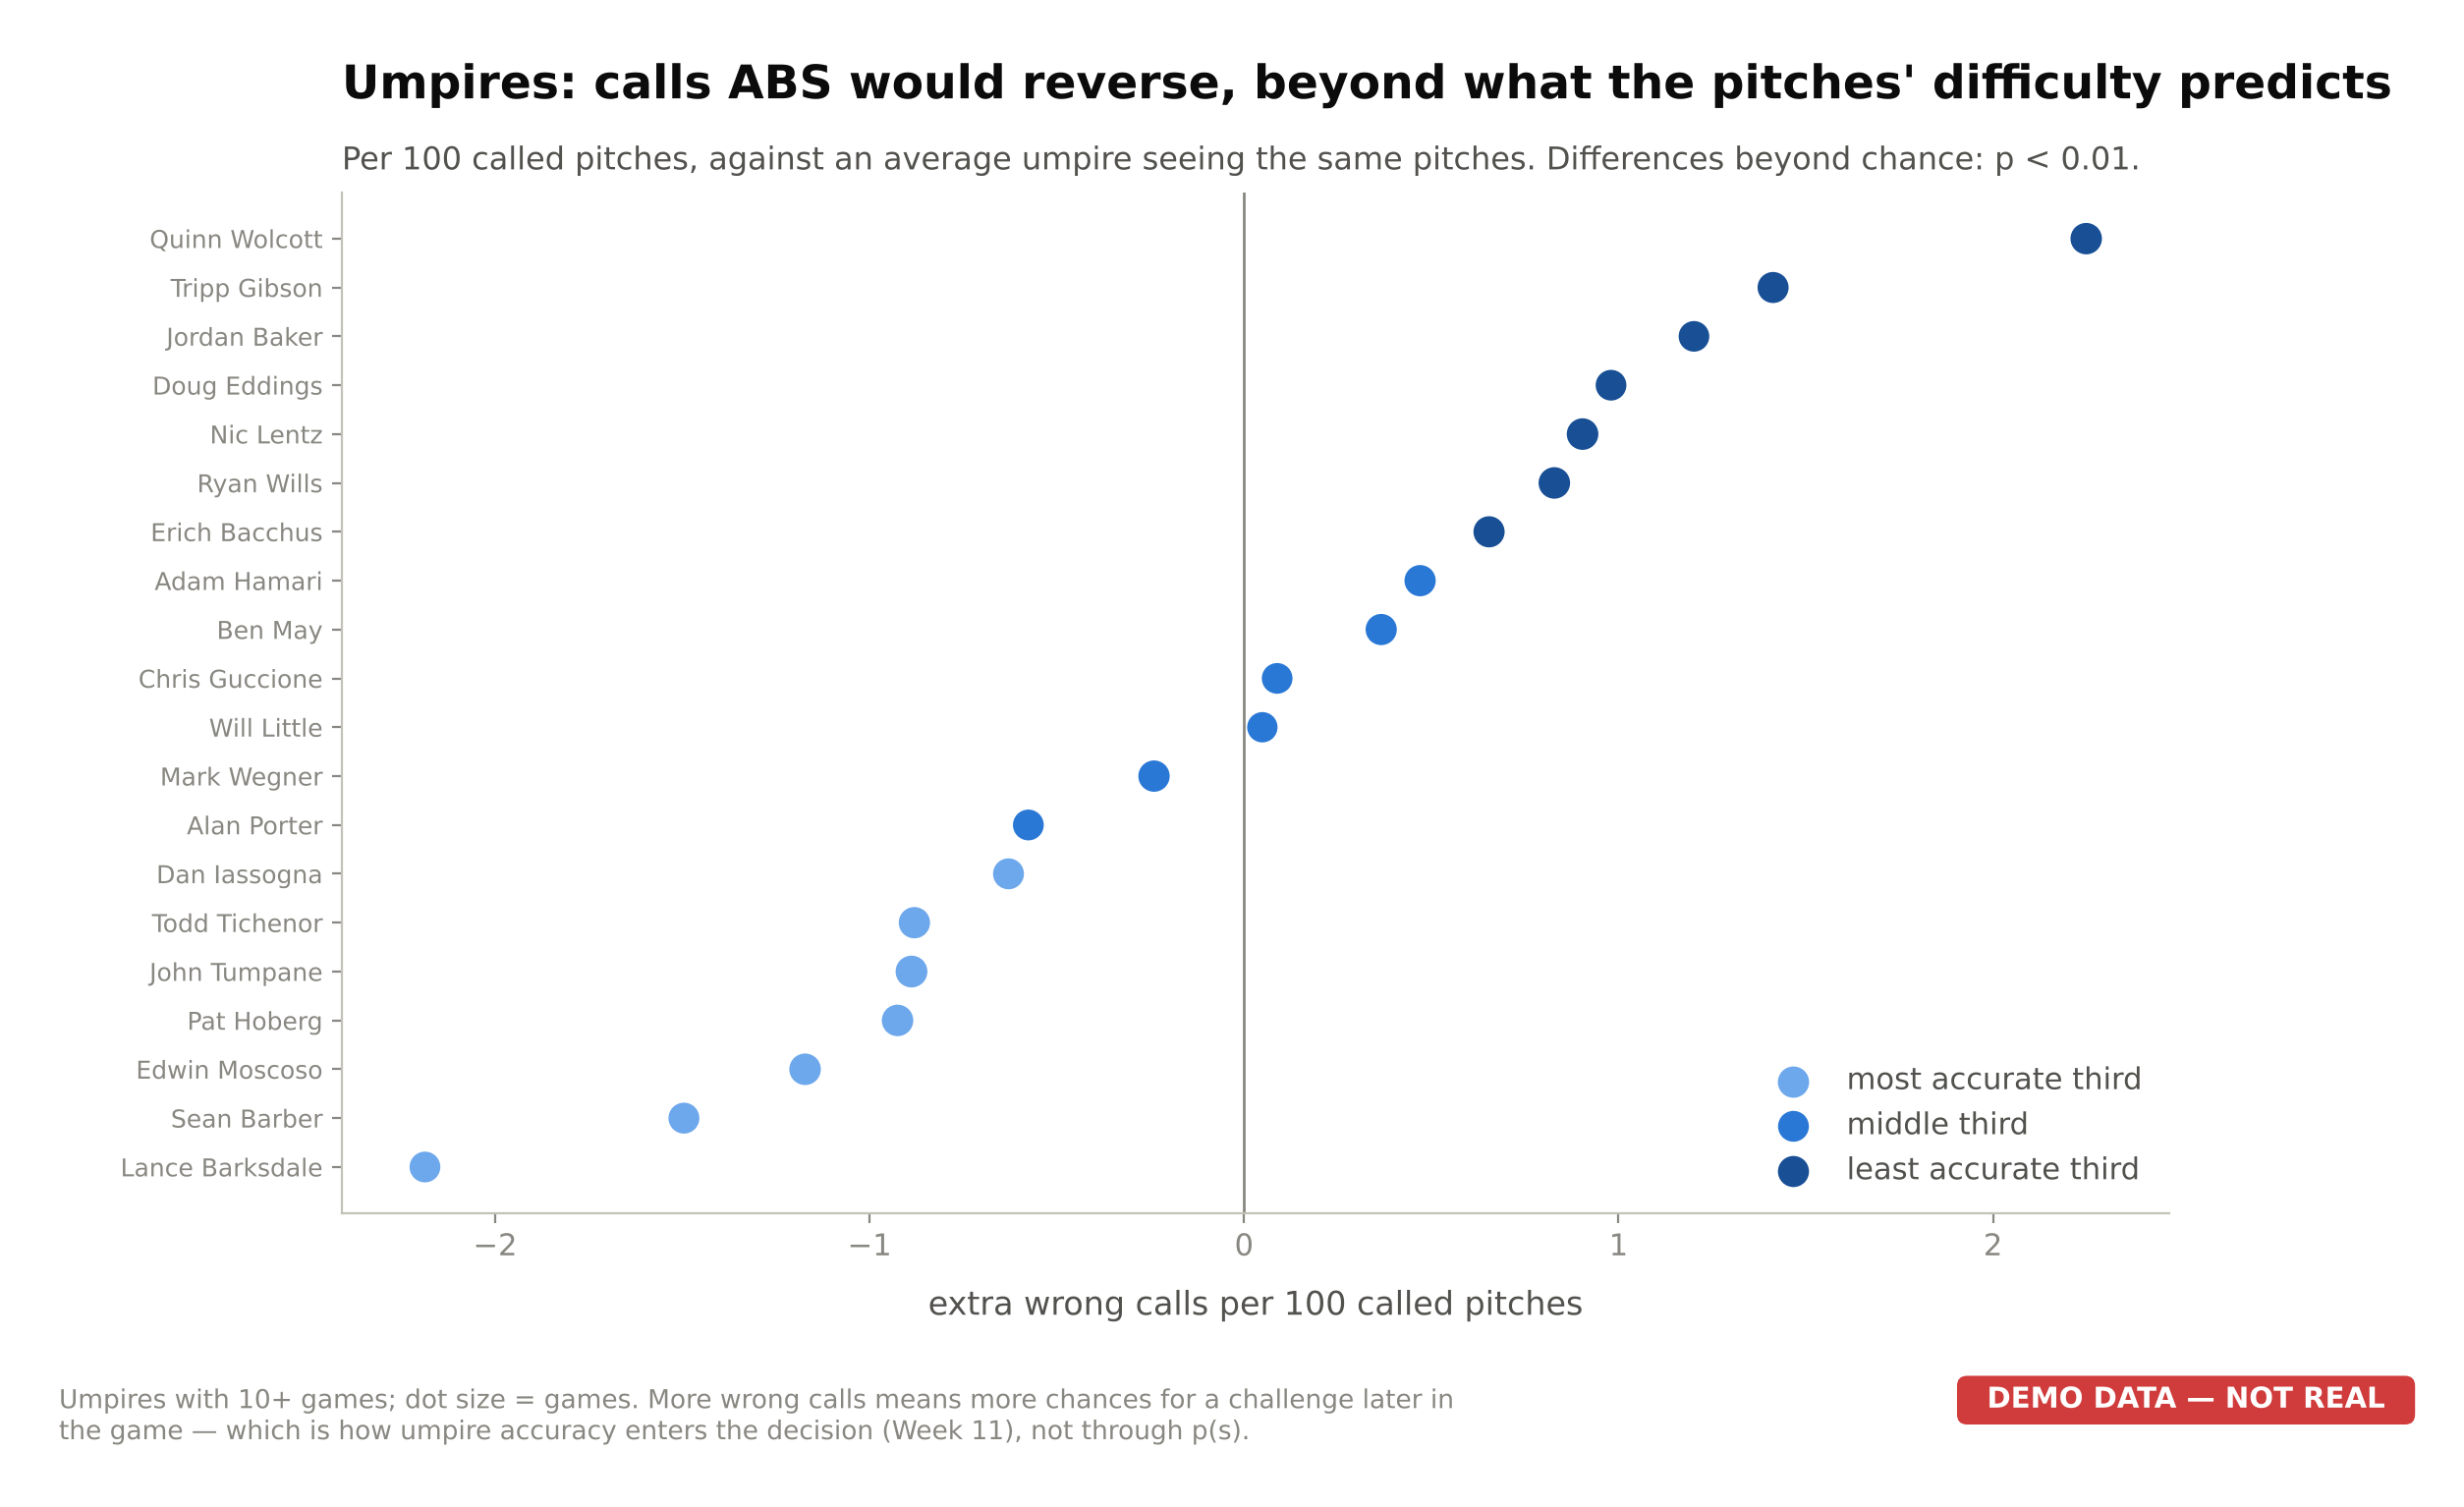 Umpires: calls ABS would reverse, beyond what the pitches' difficulty predicts
Per 100 called pitches, against an average umpire seeing the same pitches. Differences beyond chance: p < 0.01.
Quinn Wolcott
Tripp Gibson
Jordan Baker
Doug Eddings
Nic Lentz
Ryan Wills
Erich Bacchus
Adam Hamari
Ben May
Chris Guccione
Will Little
Mark Wegner
Alan Porter
Dan Iassogna
Todd Tichenor
John Tumpane
Pat Hoberg
Edwin Moscoso
Sean Barber
Lance Barksdale
most accurate third
middle third
least accurate third
−2 −1 0 1 2
extra wrong calls per 100 called pitches
Umpires with 10+ games; dot size = games. More wrong calls means more chances for a challenge later in
the game — which is how umpire accuracy enters the decision (Week 11), not through p(s).
DEMO DATA — NOT REAL